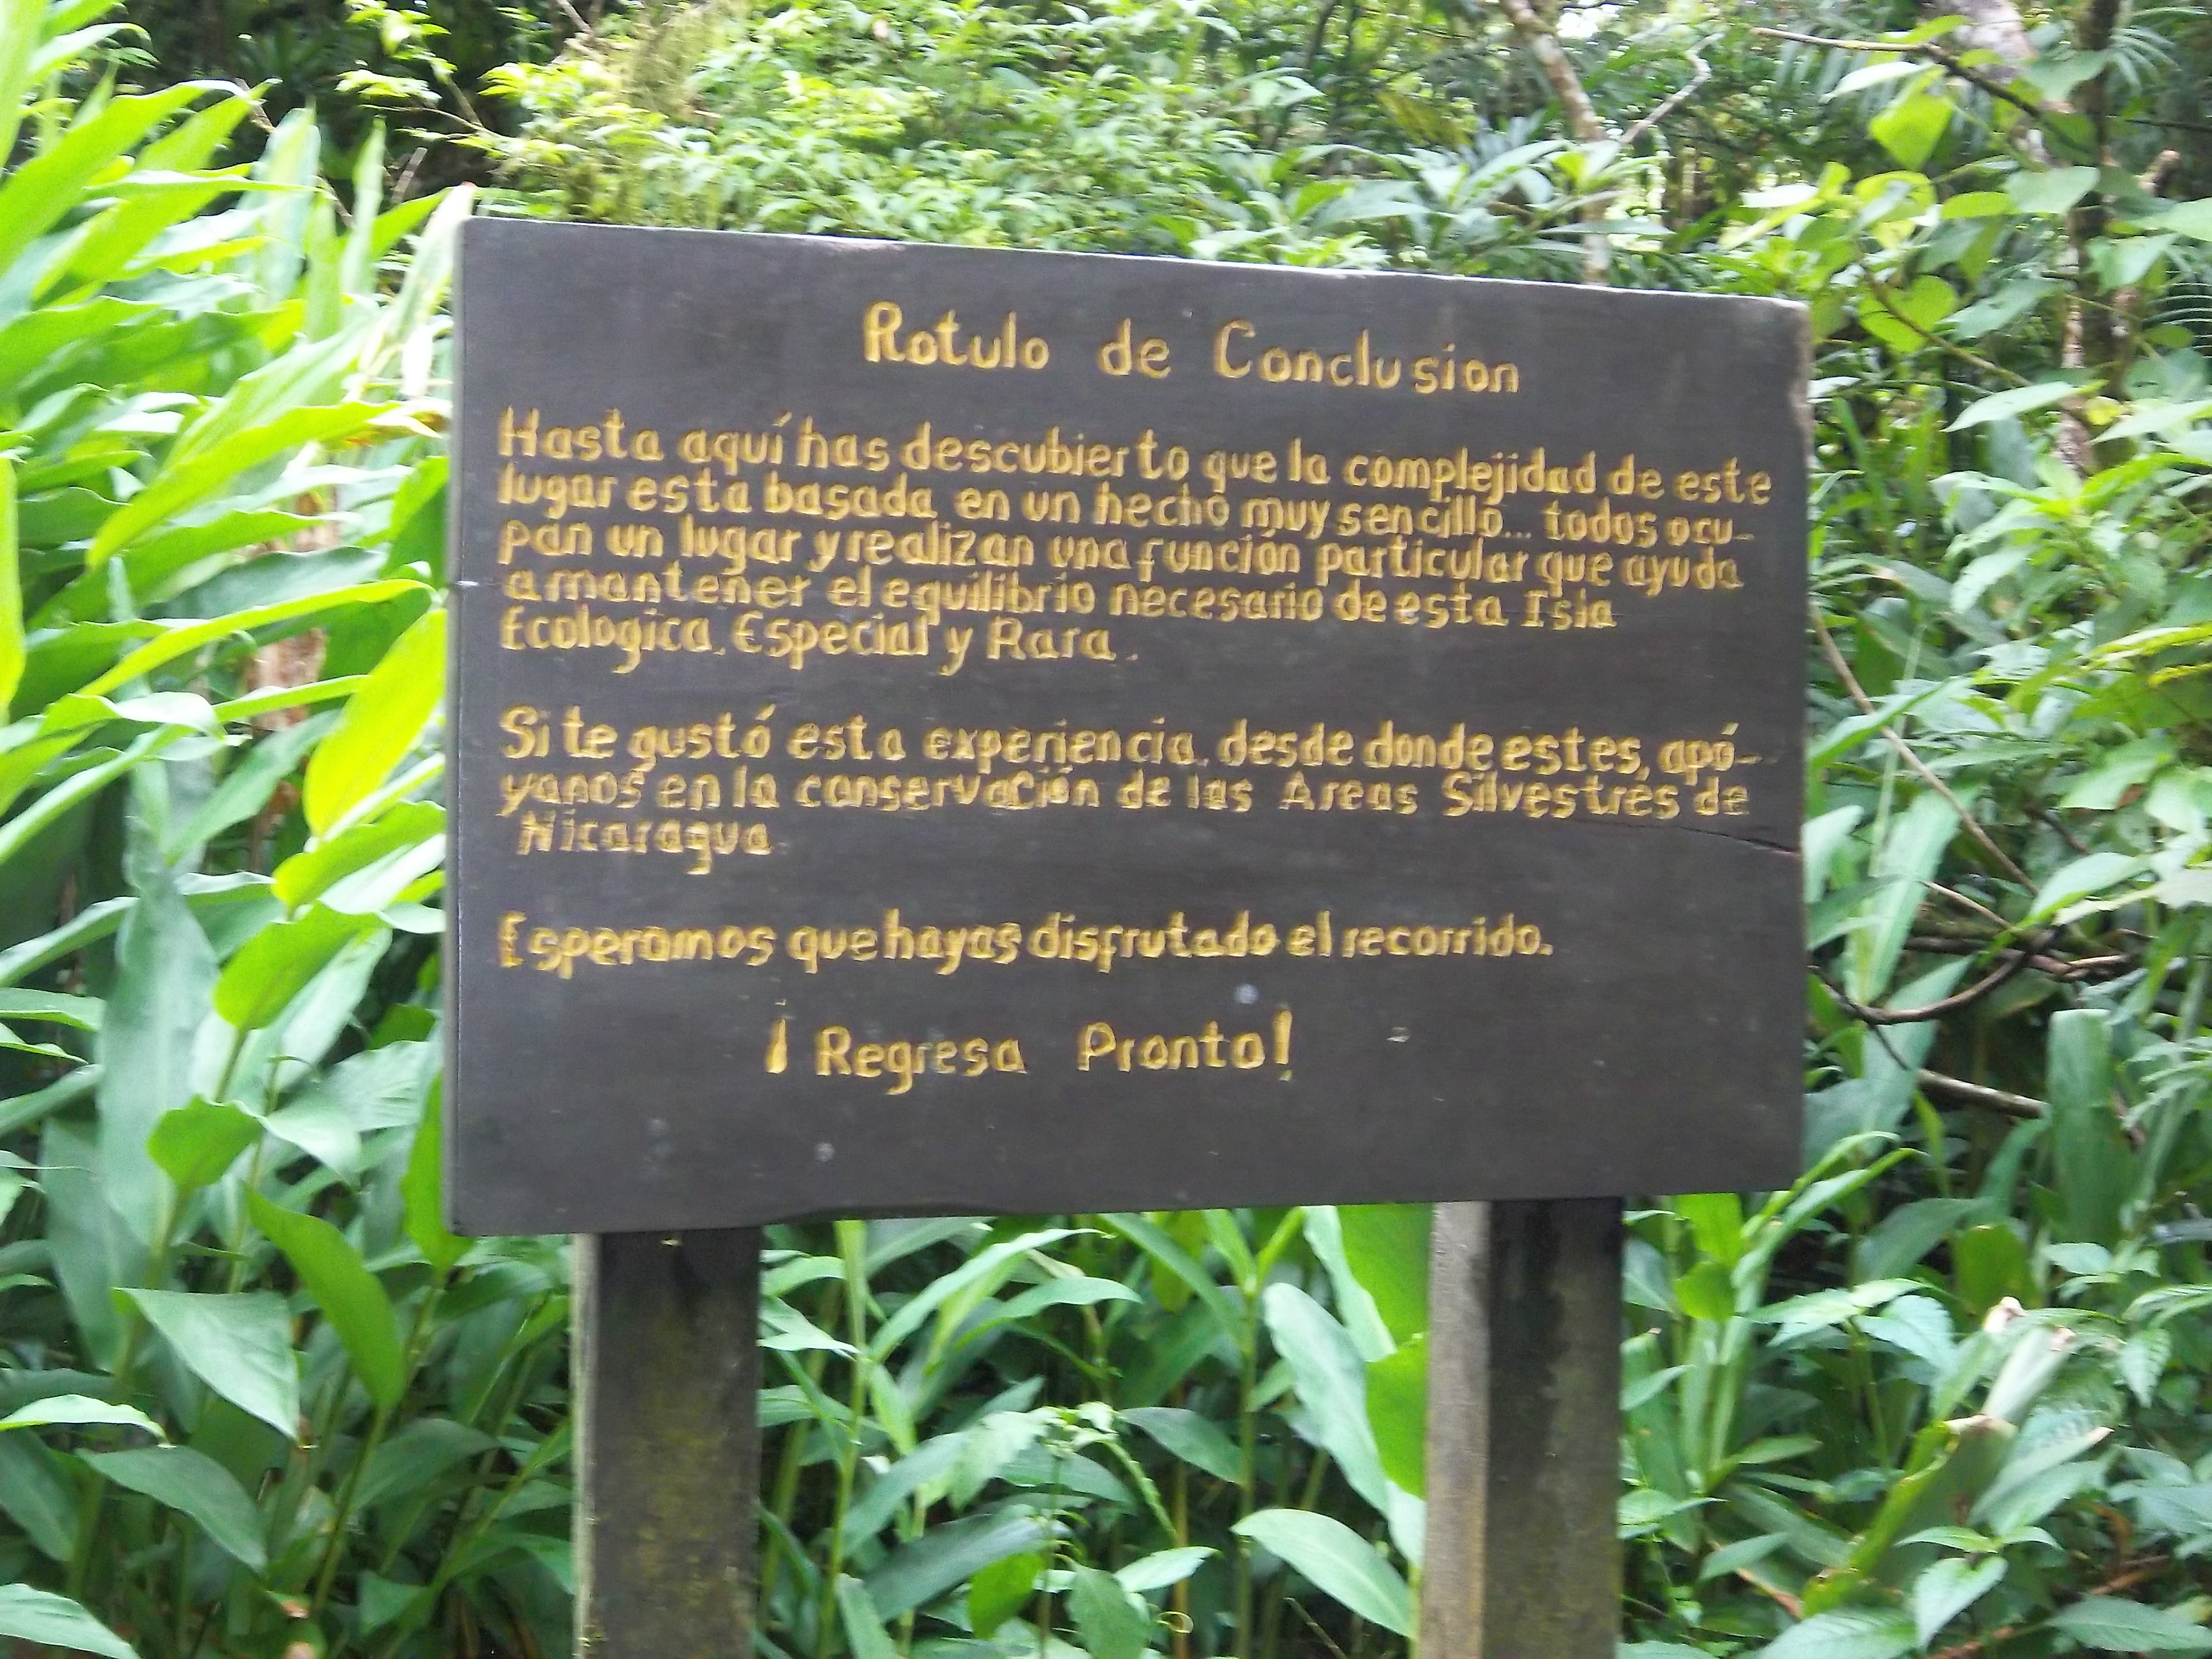 Rotulo de Conclusion
Hasta aquí has descubierto que la complejidad de este
lugar esta basada en un hecho muy sencillo... todos ocu-
pan un lugar y realizan una función particular que ayuda
a mantener el equilibrio necesario de esta Isla
Ecologica, Especial y Rara.
Si te gustó esta experiencia, desde donde estes, apó-
yanos en la conservación de las Areas Silvestres de
Nicaragua
Esperamos que hayas disfrutado el recorrido.
¡Regresa Pronto!